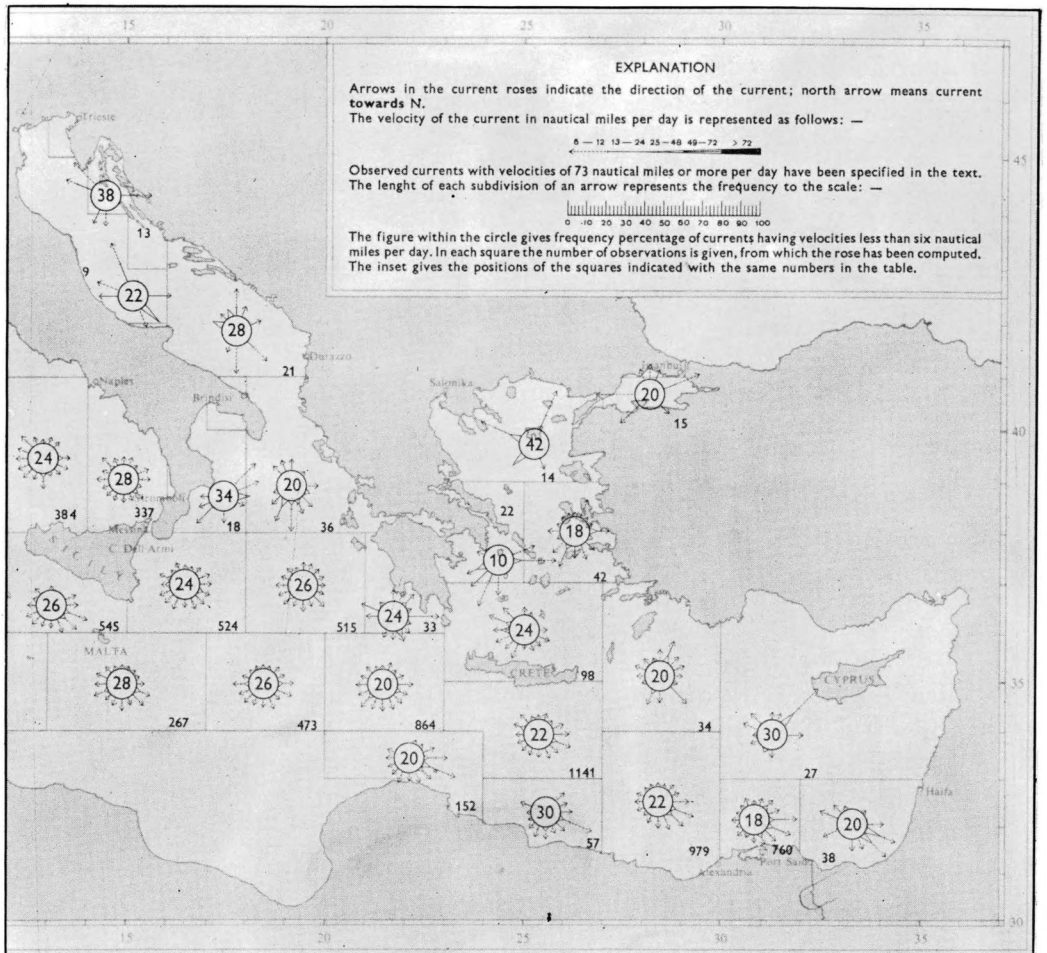 15 20 25 30 35
EXPLANATION
Arrows in the current roses indicate the direction of the current; north arrow means current
towards N.
The velocity of the current in nautical miles per day is represented as follows: —
6 — 12 13 — 24 25 — 48 49 — 72 > 72
Observed currents with velocities of 73 nautical miles or more per day have been specified in the text.
The lenght of each subdivision of an arrow represents the frequency to the scale: —
0 10 20 30 40 50 60 70 80 90 100
The figure within the circle gives frequency percentage of currents having velocities less than six nautical
miles per day. In each square the number of observations is given, from which the rose has been computed.
The inset gives the positions of the squares indicated with the same numbers in the table.
Trieste
45
38
13
9
22
28
Durazzo
21
Istanbul
Naples
Salonika
Brindisi
20
15
40
42
24
28
14
Stromboli
34
20
22
384
337
18
36
18
Messina
C. Dell Armi
SICILY
10
42
24
26
26
24
24
545
524
515
33
MALTA
CRETE
98
20
CYPRUS
35
28
26
20
267
473
864
22
34
30
20
1141
27
Haifa
152
30
22
18
20
57
979
760
38
Port Said
Alexandria
30
15 20 25 30 35